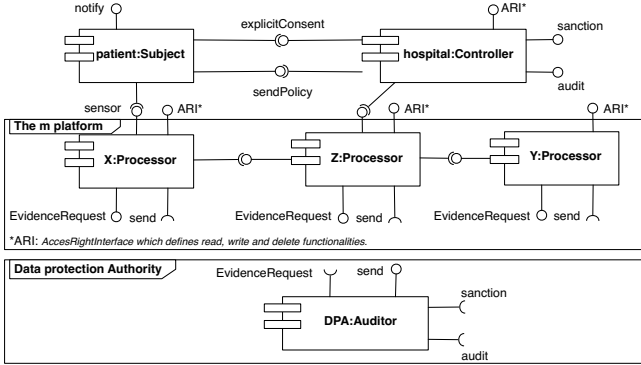 notify
ARI*
explicitConsent
sanction
patient:Subject
hospital:Controller
sendPolicy
audit
sensor
ARI*
ARI*
ARI*
The m platform
X:Processor
Z:Processor
Y:Processor
EvidenceRequest
send
EvidenceRequest
send
EvidenceRequest
send
*ARI: AccesRightInterface which defines read, write and delete functionalities.
Data protection Authority
EvidenceRequest
send
sanction
DPA:Auditor
audit